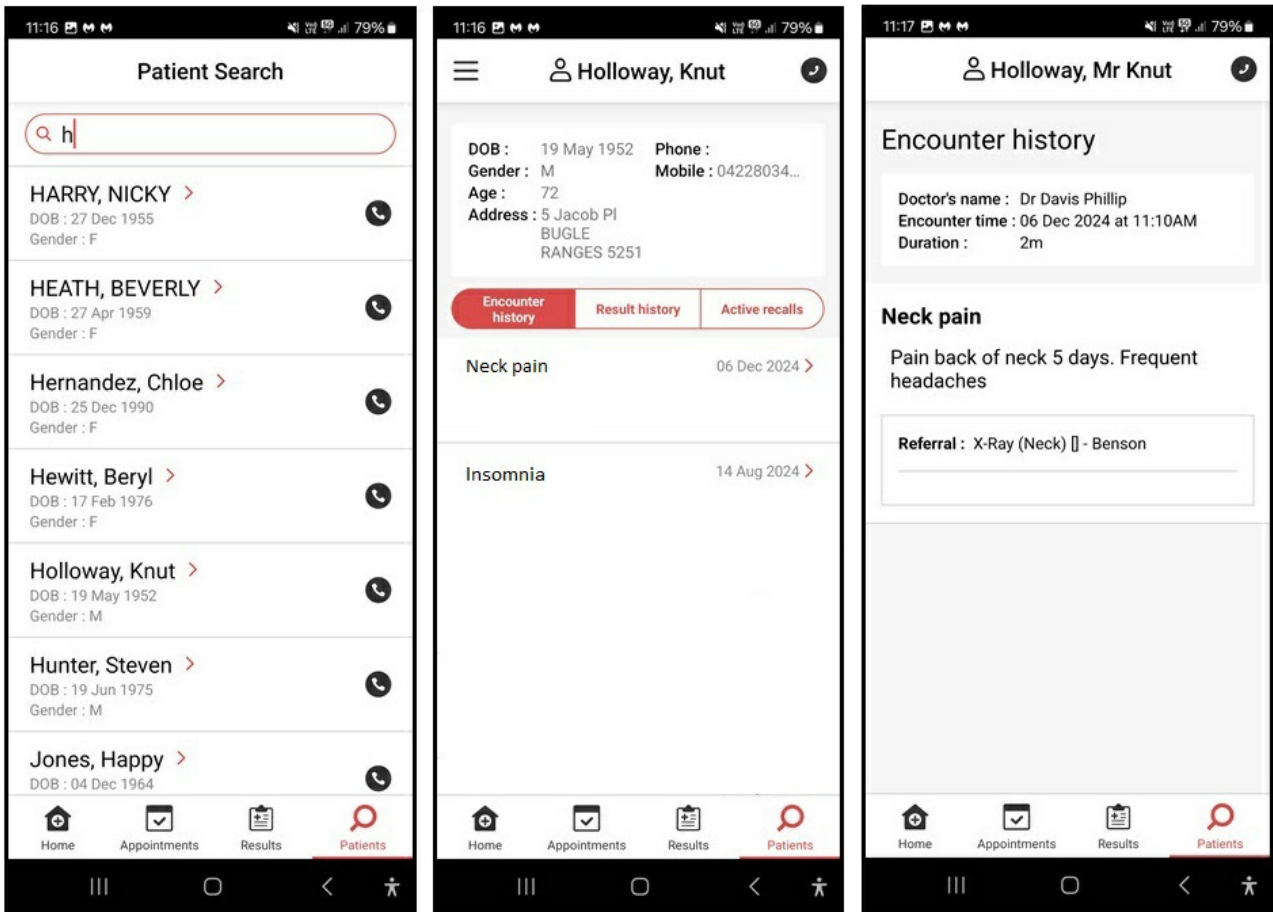 11:16
79%
Patient Search
h
HARRY, NICKY >
DOB : 27 Dec 1955
Gender : F
HEATH, BEVERLY >
DOB : 27 Apr 1959
Gender : F
Hernandez, Chloe >
DOB : 25 Dec 1990
Gender : F
Hewitt, Beryl >
DOB : 17 Feb 1976
Gender : F
Holloway, Knut >
DOB : 19 May 1952
Gender : M
Hunter, Steven >
DOB : 19 Jun 1975
Gender : M
Jones, Happy >
DOB : 04 Dec 1964
Home Appointments Results Patients
11:16
79%
Holloway, Knut
DOB : 19 May 1952 Phone :
Gender : M Mobile : 04228034...
Age : 72
Address : 5 Jacob Pl
BUGLE
RANGES 5251
Encounter
history
Result history
Active recalls
Neck pain 06 Dec 2024 >
Insomnia 14 Aug 2024 >
Home Appointments Results Patients
11:17
79%
Holloway, Mr Knut
Encounter history
Doctor's name : Dr Davis Phillip
Encounter time : 06 Dec 2024 at 11:10AM
Duration : 2m
Neck pain
Pain back of neck 5 days. Frequent
headaches
Referral : X-Ray (Neck) [] - Benson
Home Appointments Results Patients